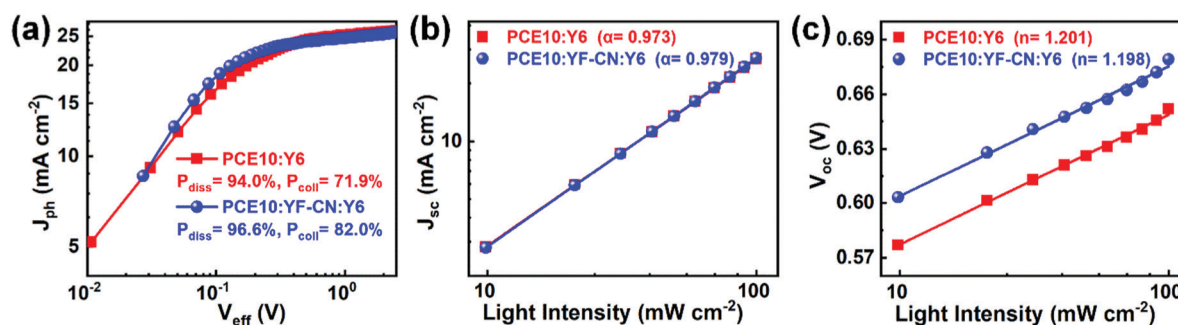 (a)
25
20
15
10
5
J_ph (mA cm⁻²)
PCE10:Y6
P_diss= 94.0%, P_coll= 71.9%
PCE10:YF-CN:Y6
P_diss= 96.6%, P_coll= 82.0%
10⁻² 10⁻¹ 10⁰
V_eff (V)
(b)
PCE10:Y6 (α= 0.973)
PCE10:YF-CN:Y6 (α= 0.979)
10
J_sc (mA cm⁻²)
10 100
Light Intensity (mW cm⁻²)
(c)
PCE10:Y6 (n= 1.201)
PCE10:YF-CN:Y6 (n= 1.198)
0.69
0.66
0.63
0.60
0.57
V_oc (V)
10 100
Light Intensity (mW cm⁻²)